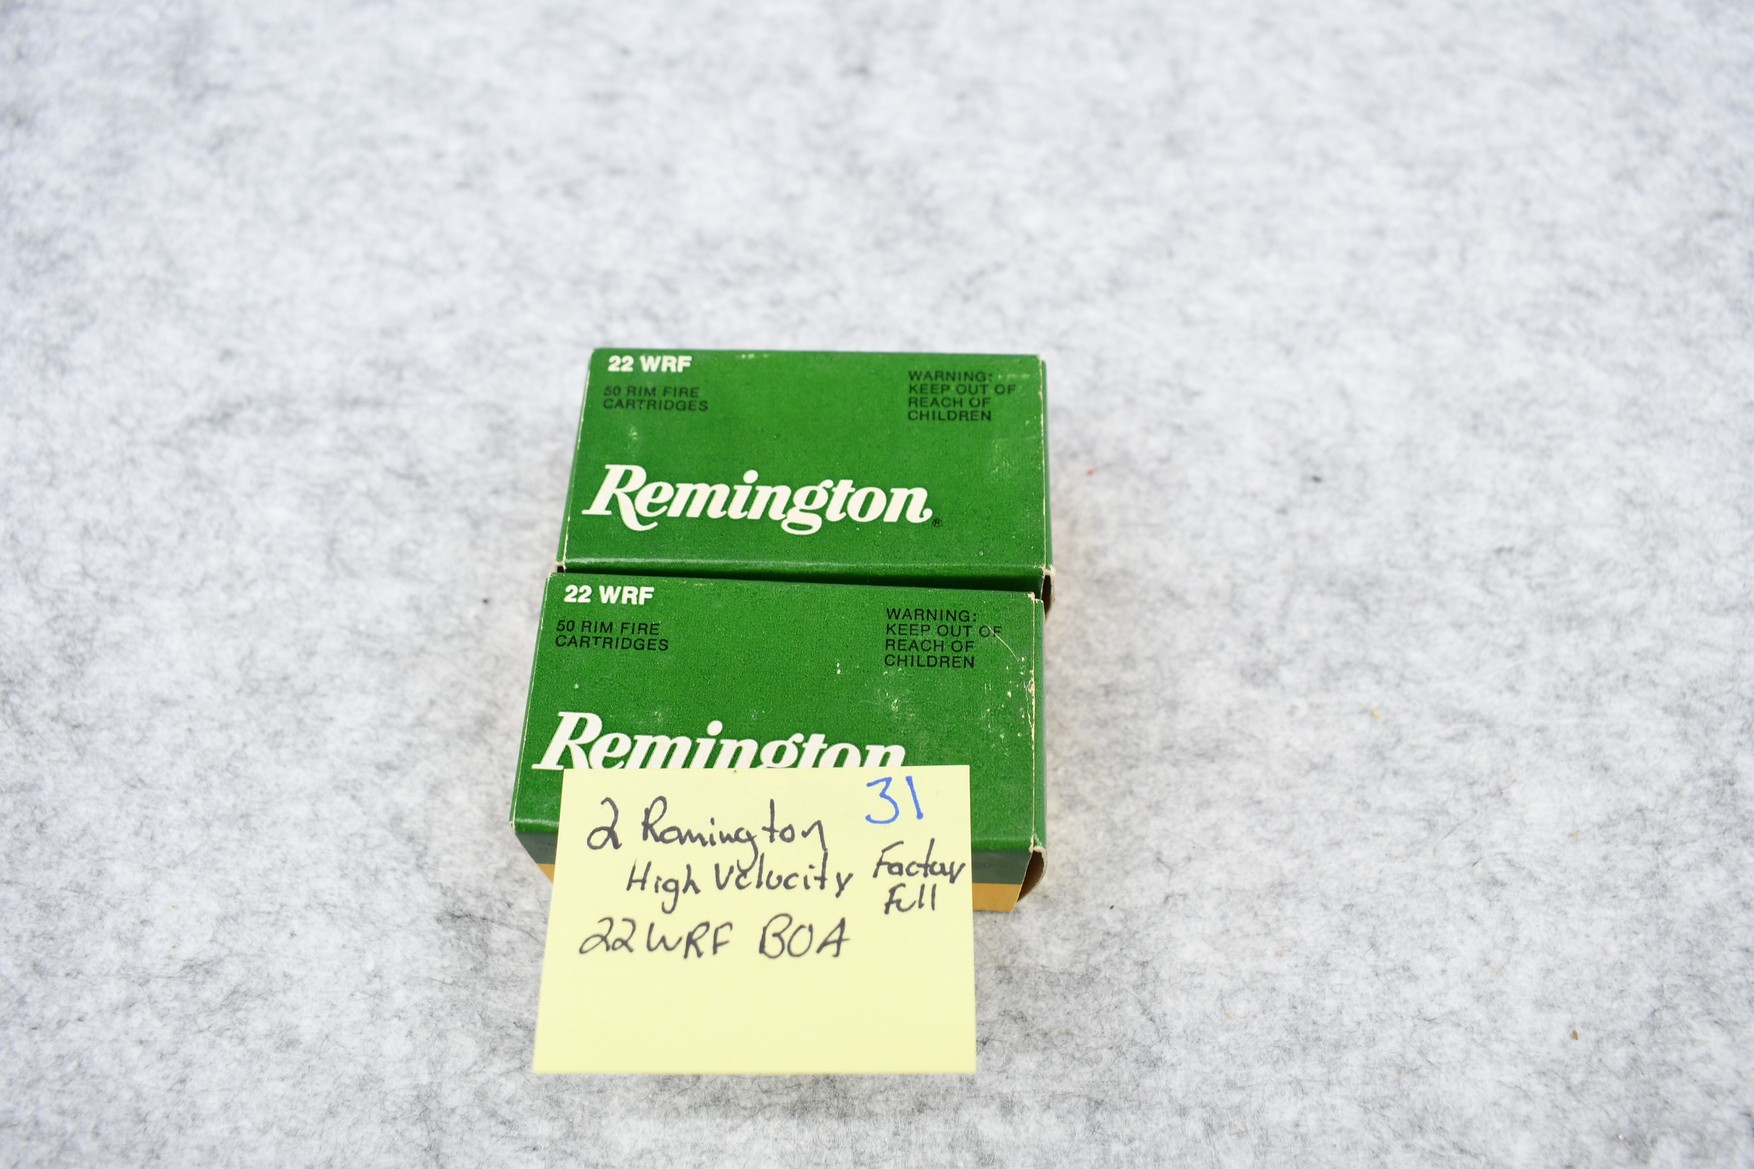 22 WRF
50 RIM FIRE
CARTRIDGES
WARNING:
KEEP OUT OF
REACH OF
CHILDREN
Remington®
22 WRF
50 RIM FIRE
CARTRIDGES
WARNING:
KEEP OUT OF
REACH OF
CHILDREN
Remington
31
2 Remington
High Velocity
Factory
Full
22 WRF BOA